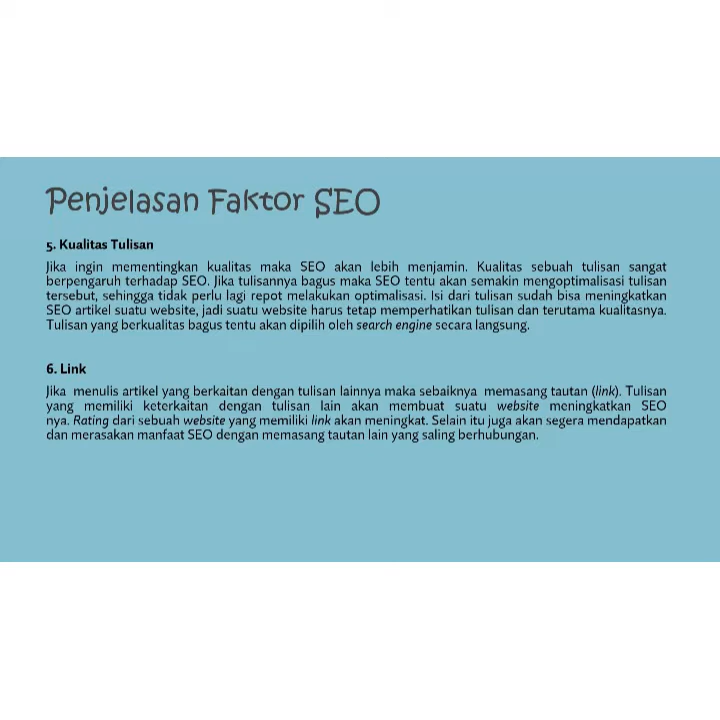 Penjelasan Faktor SEO
5. Kualitas Tulisan
Jika ingin mementingkan kualitas maka SEO akan lebih menjamin. Kualitas sebuah tulisan sangat
berpengaruh terhadap SEO. Jika tulisannya bagus maka SEO tentu akan semakin mengoptimalisasi tulisan
tersebut, sehingga tidak perlu lagi repot melakukan optimalisasi. Isi dari tulisan sudah bisa meningkatkan
SEO artikel suatu website, jadi suatu website harus tetap memperhatikan tulisan dan terutama kualitasnya.
Tulisan yang berkualitas bagus tentu akan dipilih oleh search engine secara langsung.
6. Link
Jika menulis artikel yang berkaitan dengan tulisan lainnya maka sebaiknya memasang tautan (link). Tulisan
yang memiliki keterkaitan dengan tulisan lain akan membuat suatu website meningkatkan SEO
nya. Rating dari sebuah website yang memiliki link akan meningkat. Selain itu juga akan segera mendapatkan
dan merasakan manfaat SEO dengan memasang tautan lain yang saling berhubungan.